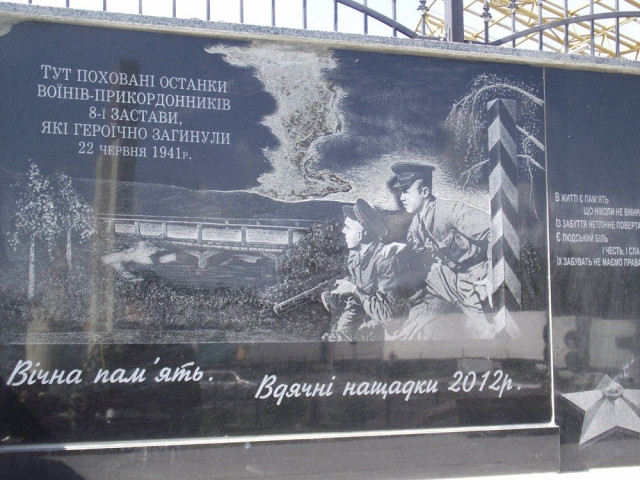 ТУТ ПОХОВАНІ ОСТАНКИ
ВОЇНІВ-ПРИКОРДОННИКІВ
8-ї ЗАСТАВИ,
ЯКІ ГЕРОЇЧНО ЗАГИНУЛИ
22 ЧЕРВНЯ 1941р.
Вічна пам'ять.
Вдячні нащадки 2012р.
В ЖИТТІ Є ПАМ'ЯТЬ
ЩО НІКОЛИ НЕ
ІЗ ЗАБУТТЯ НЕТЛІННЕ
Є ЛЮДСЬКИЙ БІЛЬ
І ЧЕСТЬ, І
ЇХ ЗАБУВАТЬ НЕ МАЄМО ПРАВА